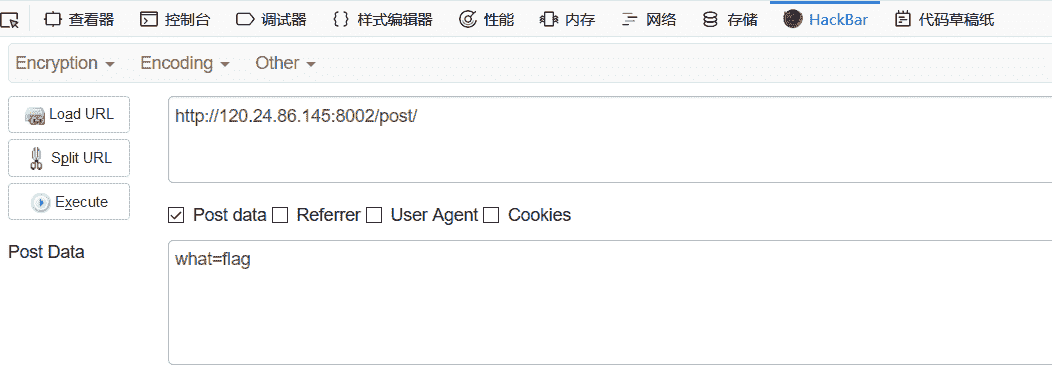 查看器 控制台 调试器 样式编辑器 性能 内存 网络 存储 HackBar 代码草稿纸
Encryption Encoding Other
Load URL
http://120.24.86.145:8002/post/
Split URL
Execute
Post data Referrer User Agent Cookies
Post Data
what=flag